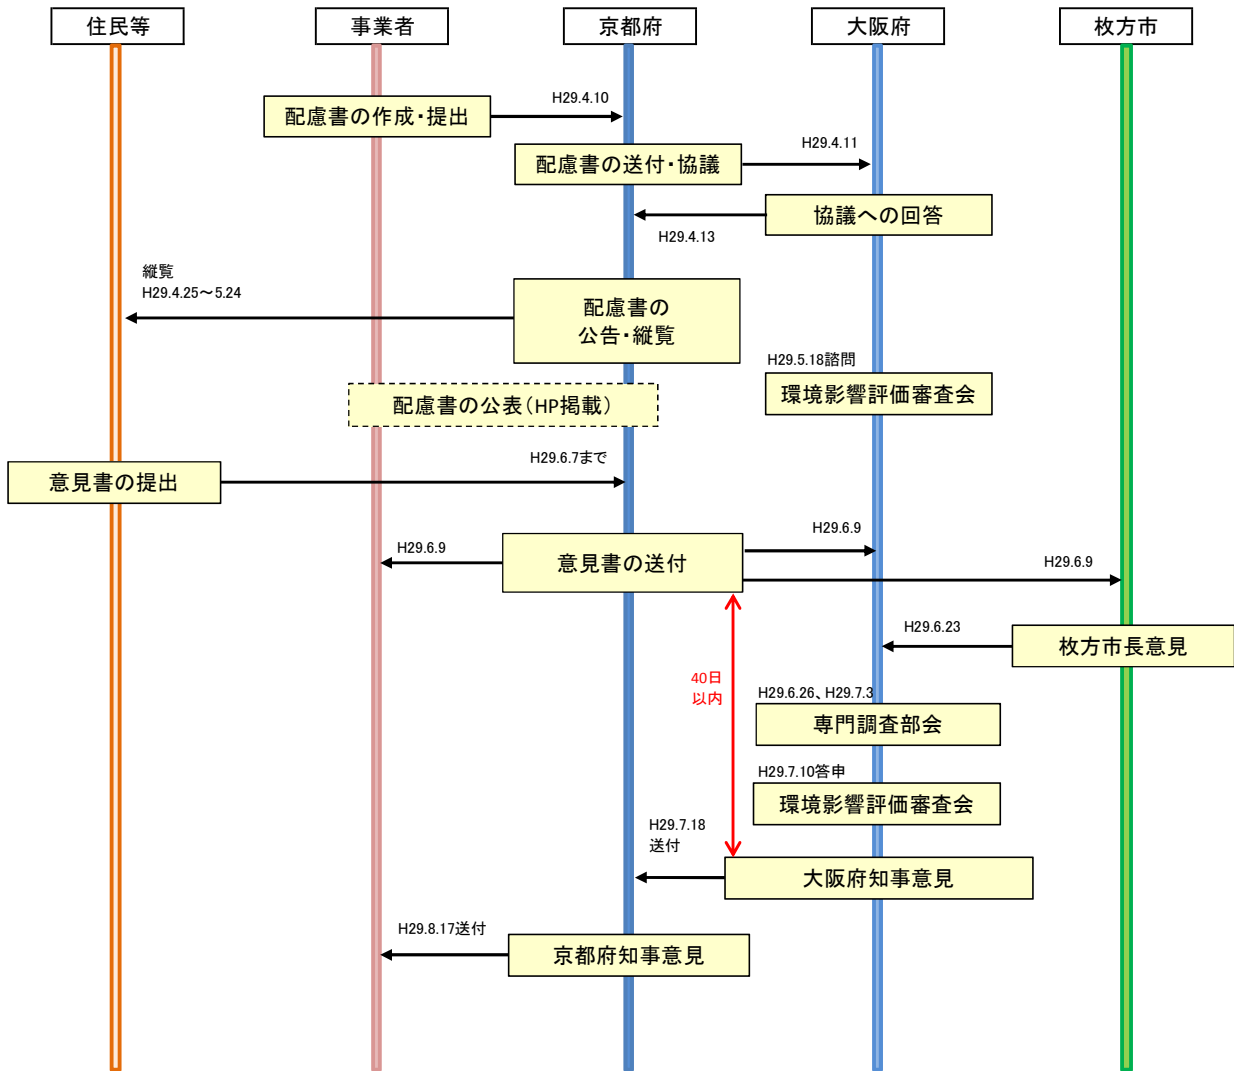 住民等
事業者
京都府
大阪府
枚方市
H29.4.10
配慮書の作成・提出
H29.4.11
配慮書の送付・協議
協議への回答
H29.4.13
縦覧
H29.4.25～5.24
配慮書の
公告・縦覧
H29.5.18諮問
環境影響評価審査会
配慮書の公表（HP掲載）
H29.6.7まで
意見書の提出
H29.6.9
H29.6.9
意見書の送付
H29.6.9
H29.6.23
枚方市長意見
40日
以内
H29.6.26、H29.7.3
専門調査部会
H29.7.10答申
環境影響評価審査会
H29.7.18
送付
大阪府知事意見
H29.8.17送付
京都府知事意見